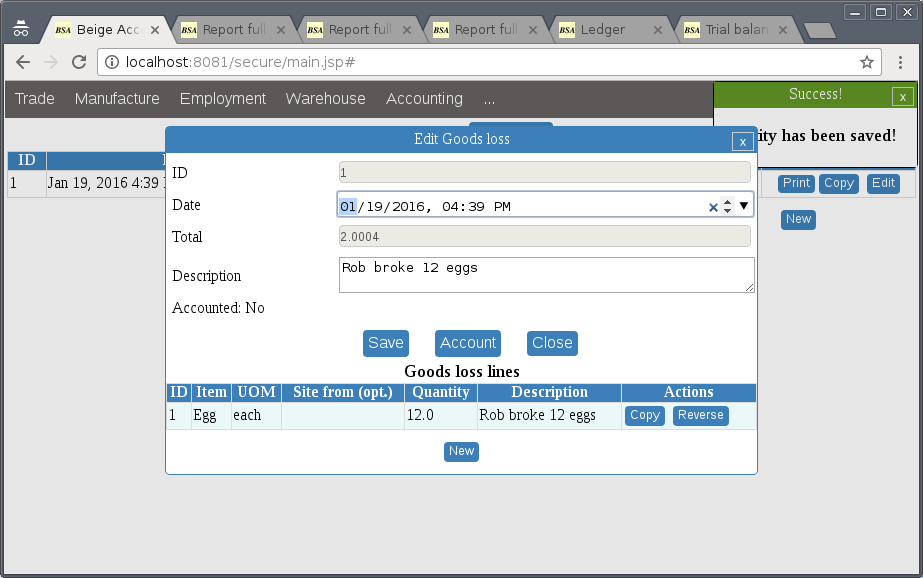 BSA Beige Acc
BSA Report full
BSA Report full
BSA Report full
BSA Ledger
BSA Trial balan
localhost:8081/secure/main.jsp#
Trade Manufacture Employment Warehouse Accounting ...
Success! x
ity has been saved!
ID
1 Jan 19, 2016 4:39
Print Copy Edit
New
Edit Goods loss x
ID 1
Date 01/19/2016, 04:39 PM
Total 2.0004
Description Rob broke 12 eggs
Accounted: No
Save Account Close
Goods loss lines
ID Item UOM Site from (opt.) Quantity Description Actions
1 Egg each 12.0 Rob broke 12 eggs Copy Reverse
New